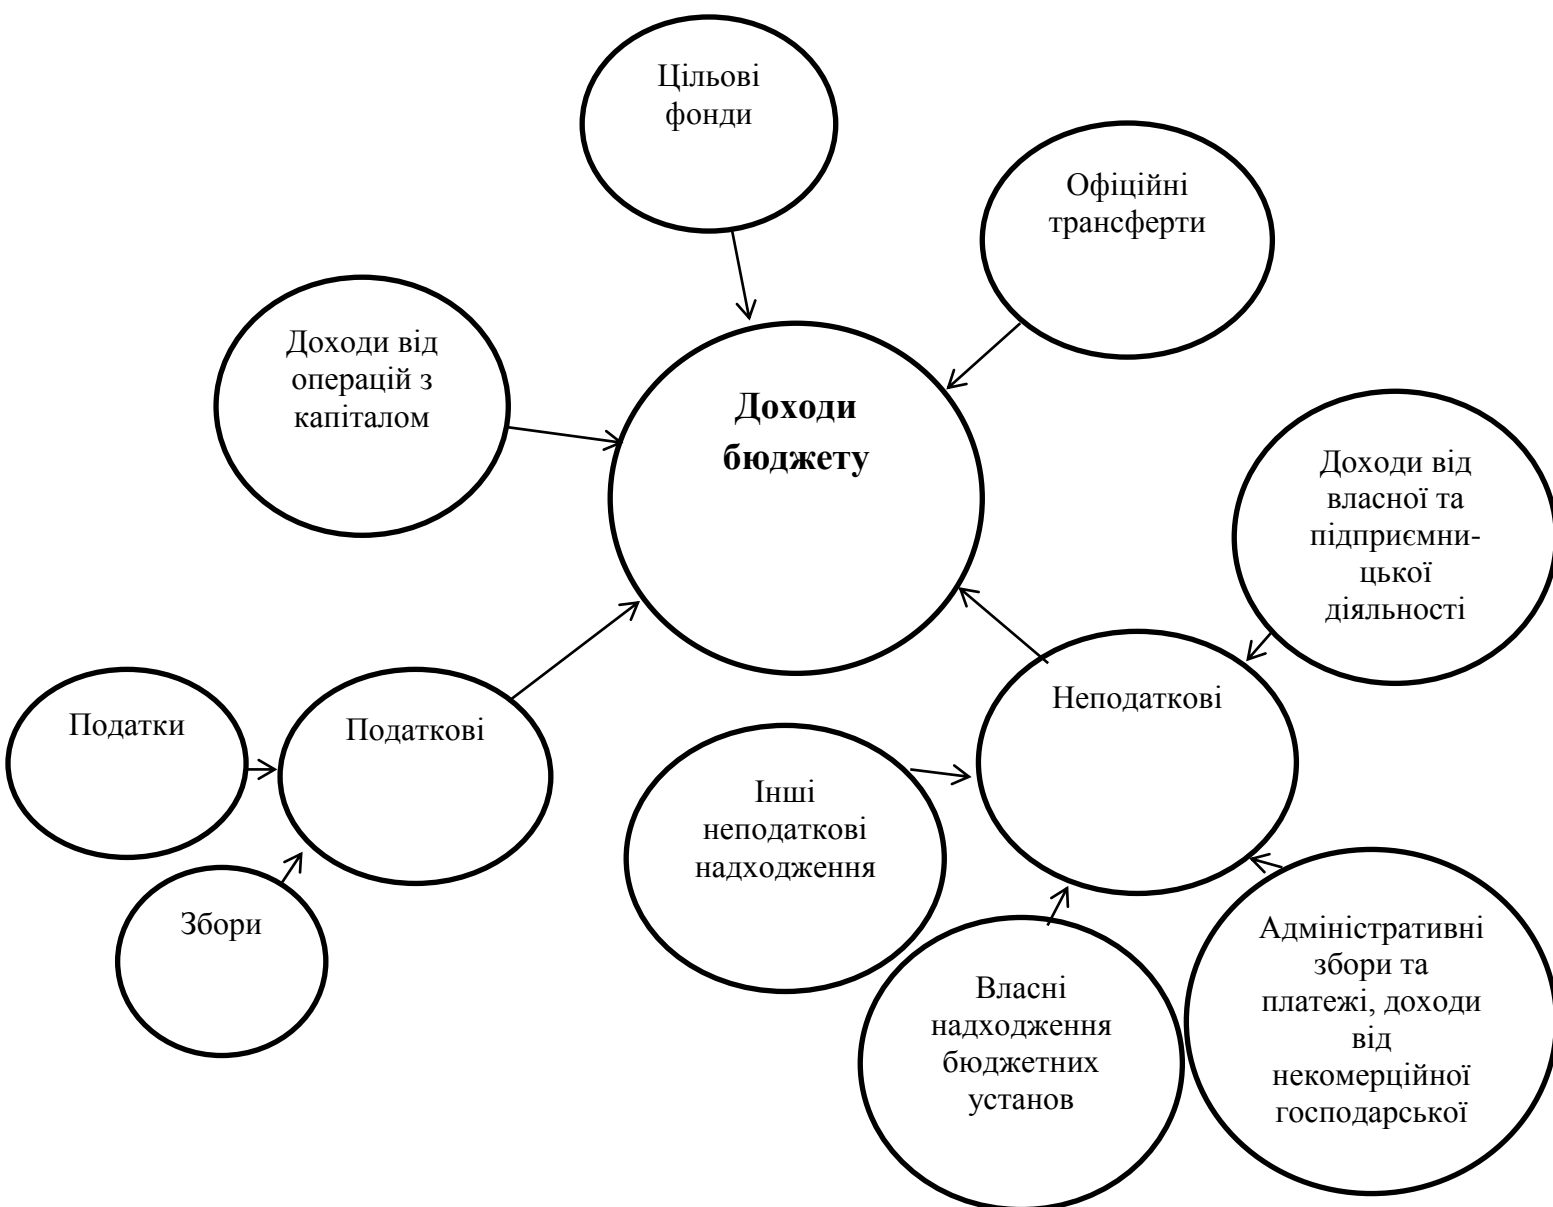 Цільові
фонди
Офіційні
трансферти
Доходи від
операцій з
капіталом
Доходи
бюджету
Доходи від
власної та
підприємни-
цької
діяльності
Податки
Податкові
Неподаткові
Інші
неподаткові
надходження
Збори
Власні
надходження
бюджетних
установ
Адміністративні
збори та
платежі, доходи
від
некомерційної
господарської